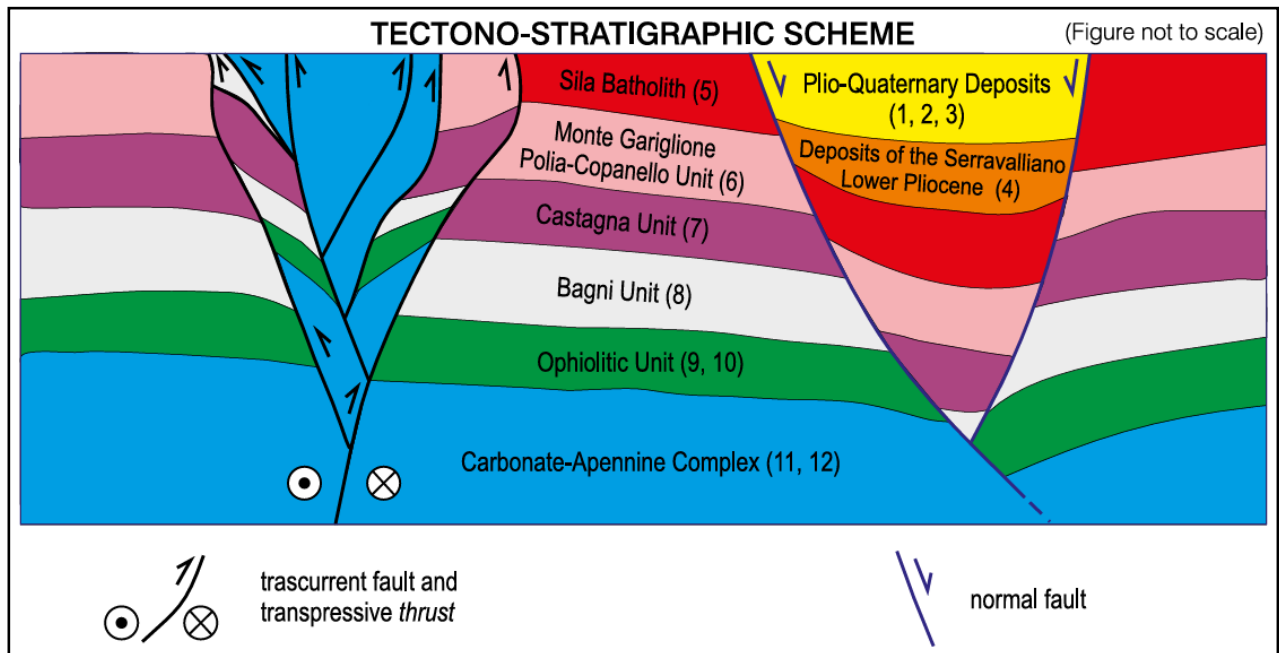 TECTONO-STRATIGRAPHIC SCHEME
(Figure not to scale)
Sila Batholith (5)
Plio-Quaternary Deposits
(1, 2, 3)
Monte Gariglione
Polia-Copanello Unit (6)
Deposits of the Serravalliano
Lower Pliocene (4)
Castagna Unit (7)
Bagni Unit (8)
Ophiolitic Unit (9, 10)
Carbonate-Apennine Complex (11, 12)
trascurrent fault and
transpressive thrust
normal fault